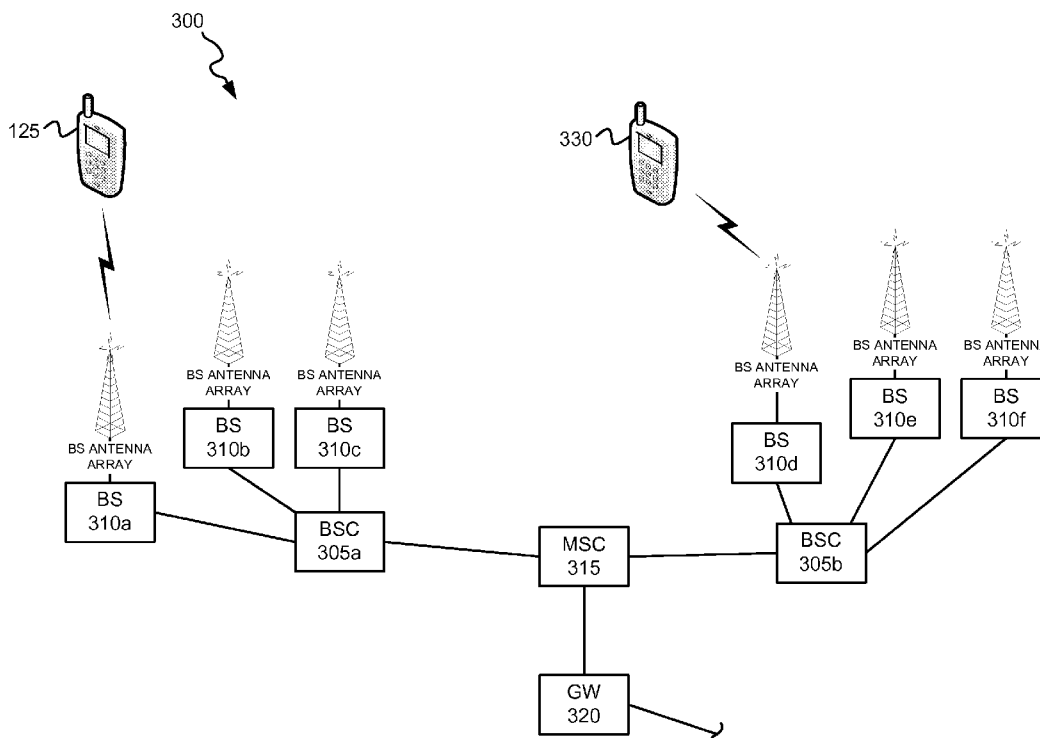 300
125
330
BS ANTENNA
ARRAY
BS
310a
BS ANTENNA
ARRAY
BS
310b
BS ANTENNA
ARRAY
BS
310c
BS ANTENNA
ARRAY
BS
310d
BS ANTENNA
ARRAY
BS
310e
BS ANTENNA
ARRAY
BS
310f
BSC
305a
MSC
315
BSC
305b
GW
320